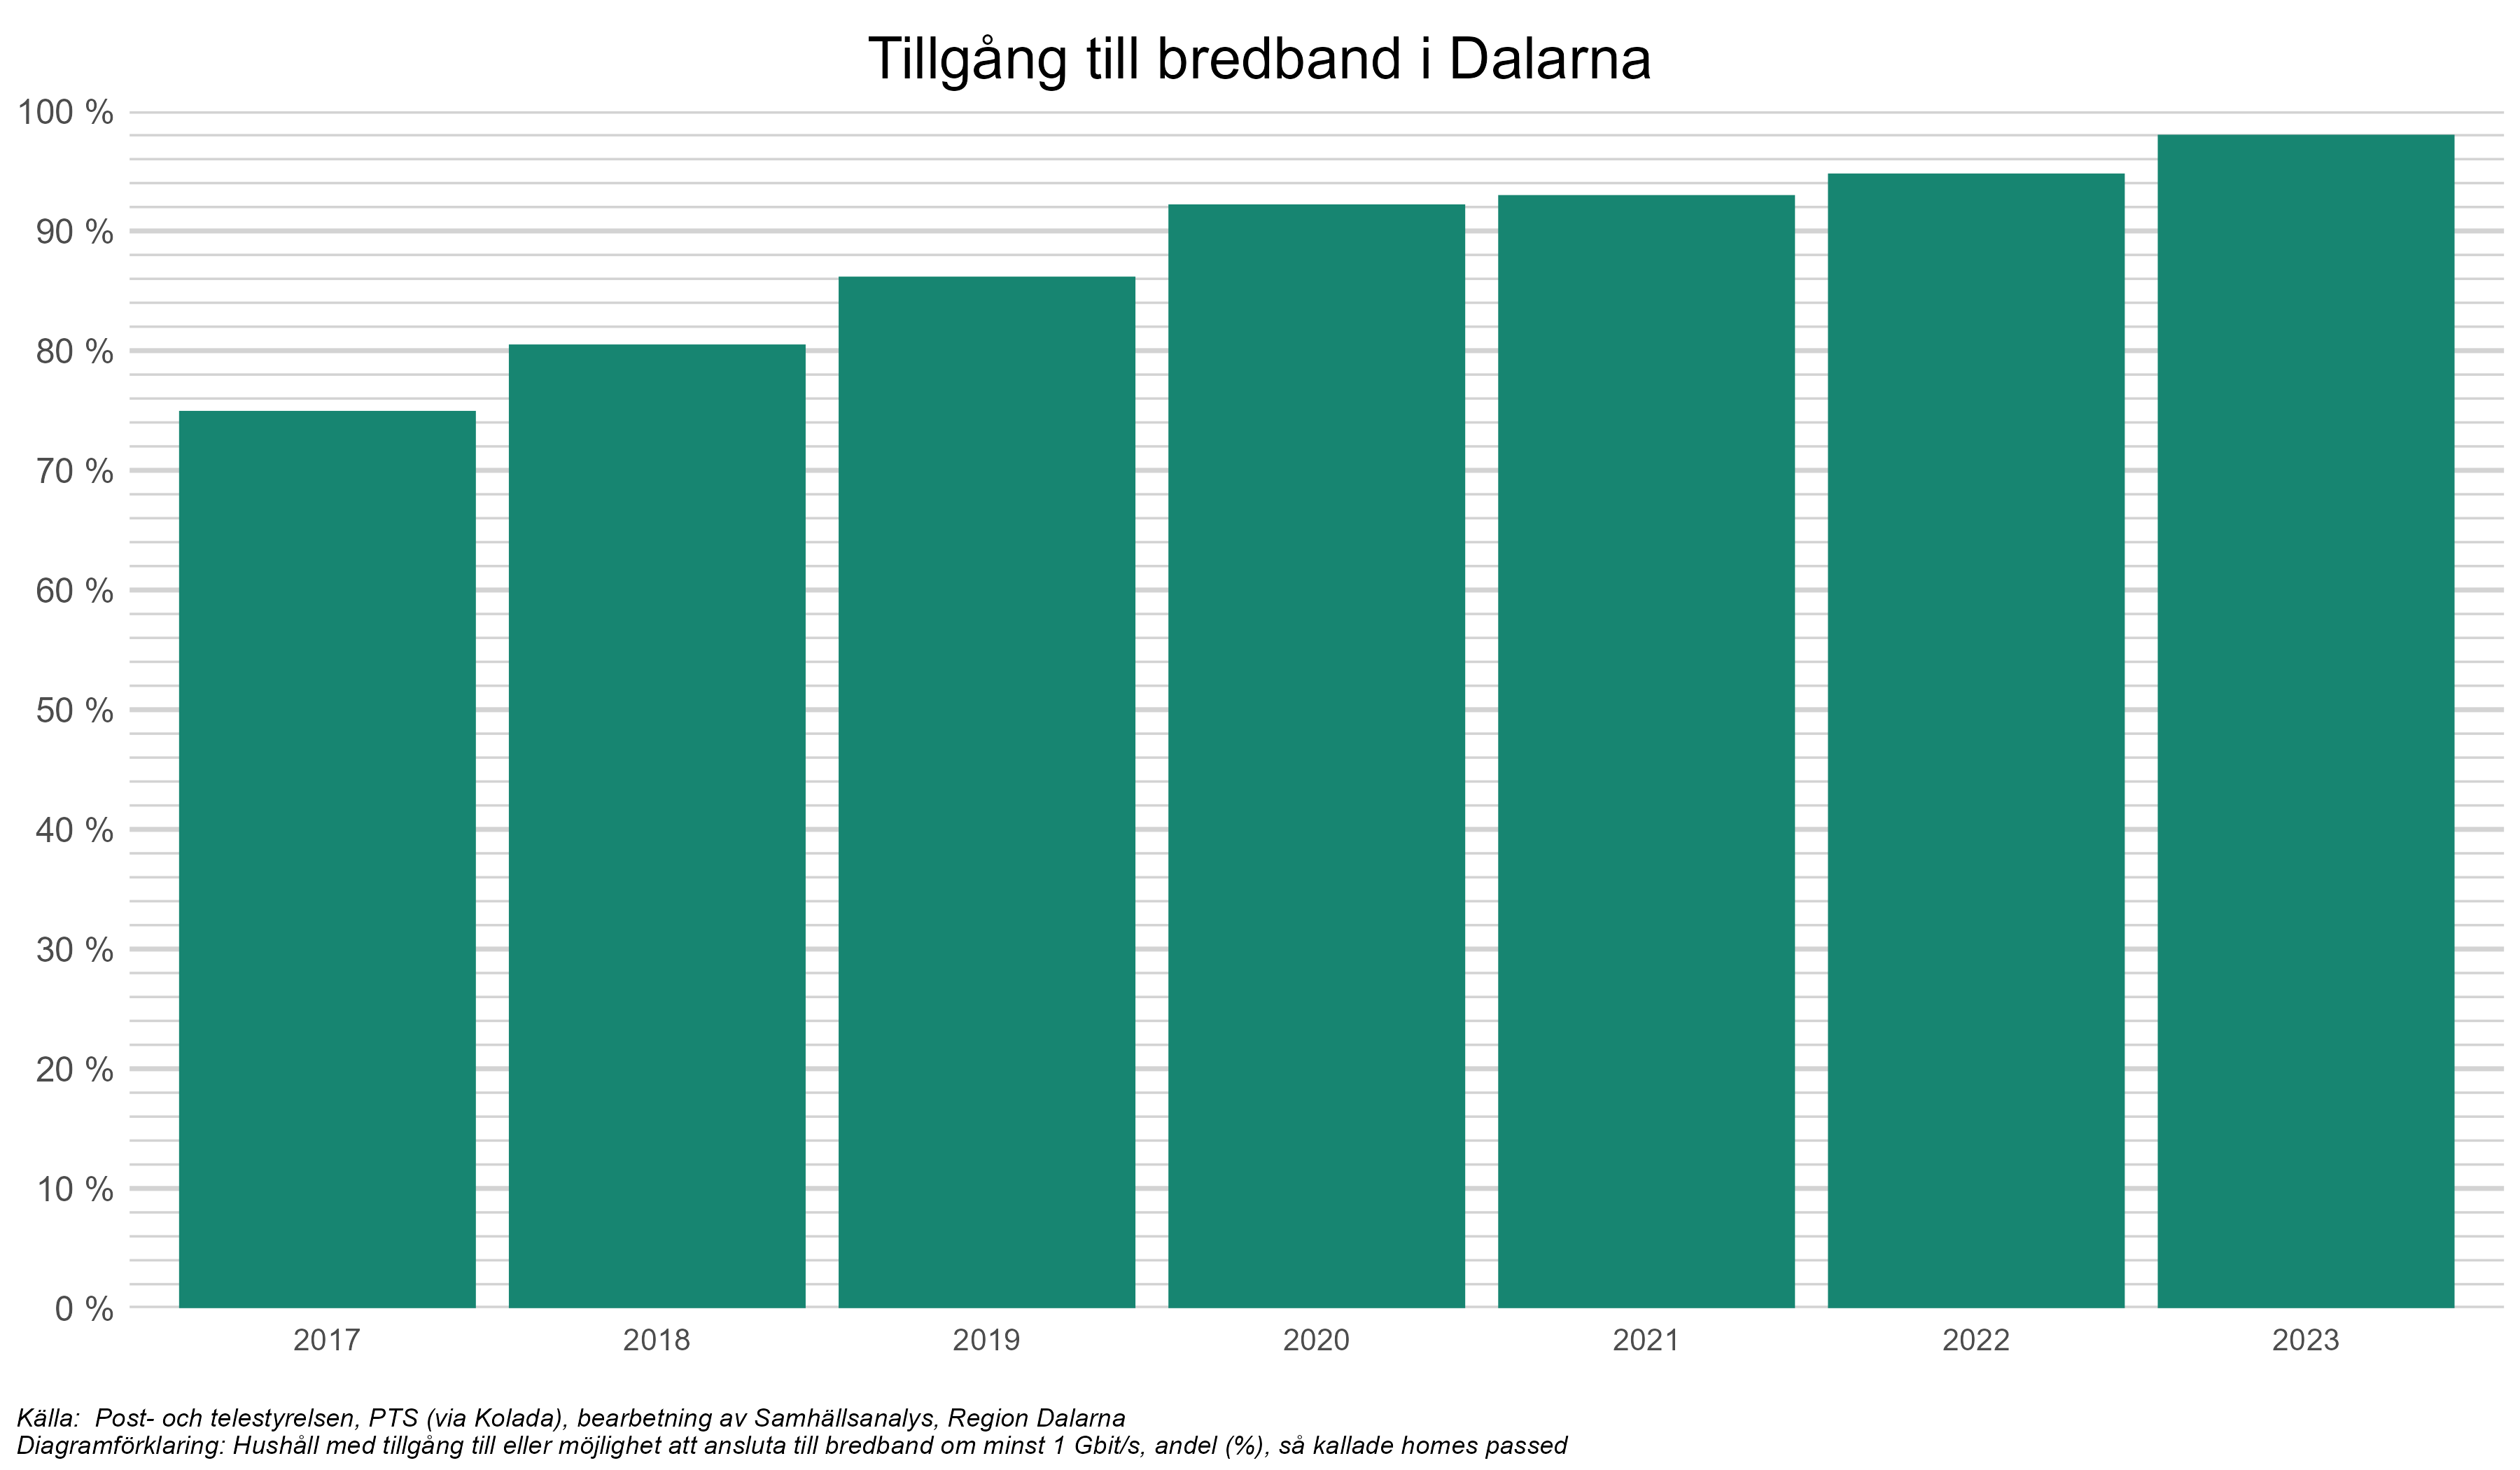 Tillgång till bredband i Dalarna
100 %
90 %
80 %
70 %
60 %
50 %
40 %
30 %
20 %
10 %
0 %
2017 2018 2019 2020 2021 2022 2023
Källa: Post- och telestyrelsen, PTS (via Kolada), bearbetning av Samhällsanalys, Region Dalarna
Diagramförklaring: Hushåll med tillgång till eller möjlighet att ansluta till bredband om minst 1 Gbit/s, andel (%), så kallade homes passed